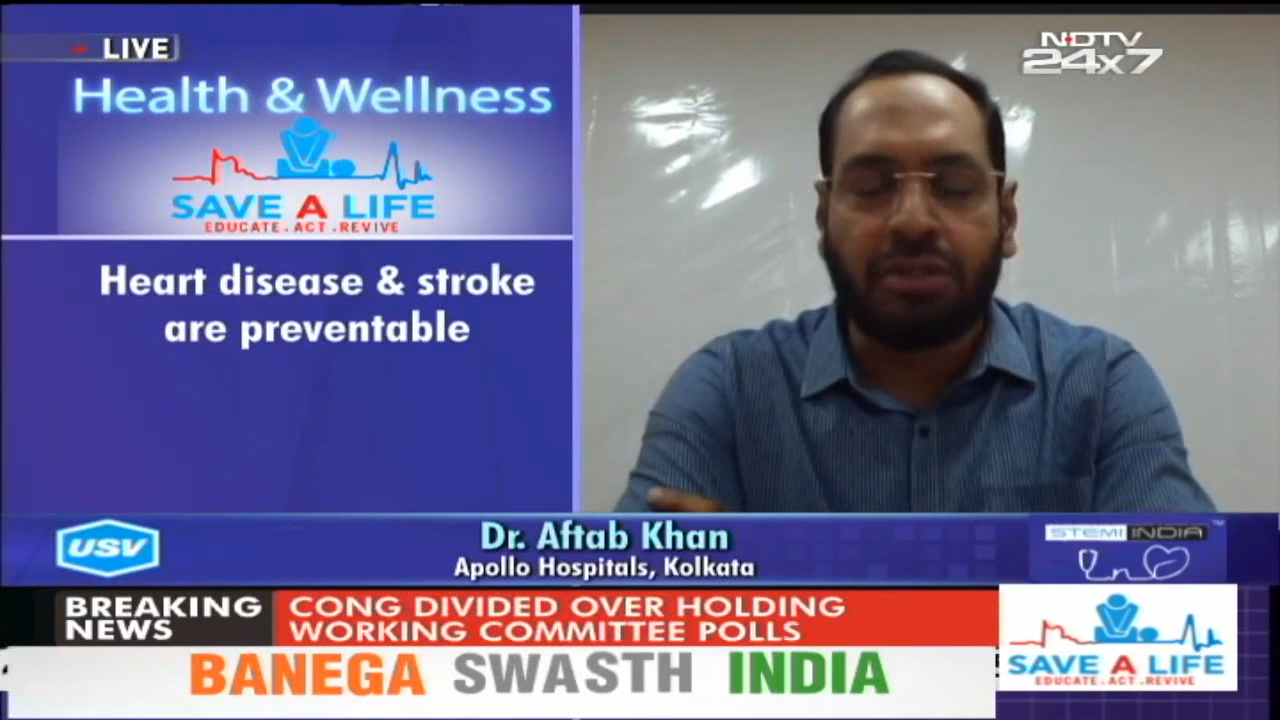 LIVE
NDTV
24x7
Health & Wellness
SAVE A LIFE
EDUCATE . ACT . REVIVE
Heart disease & stroke
are preventable
USV
Dr. Aftab Khan
Apollo Hospitals, Kolkata
STEMI INDIA
BREAKING
NEWS
CONG DIVIDED OVER HOLDING
WORKING COMMITTEE POLLS
BANEGA SWASTH INDIA
SAVE A LIFE
EDUCATE . ACT . REVIVE